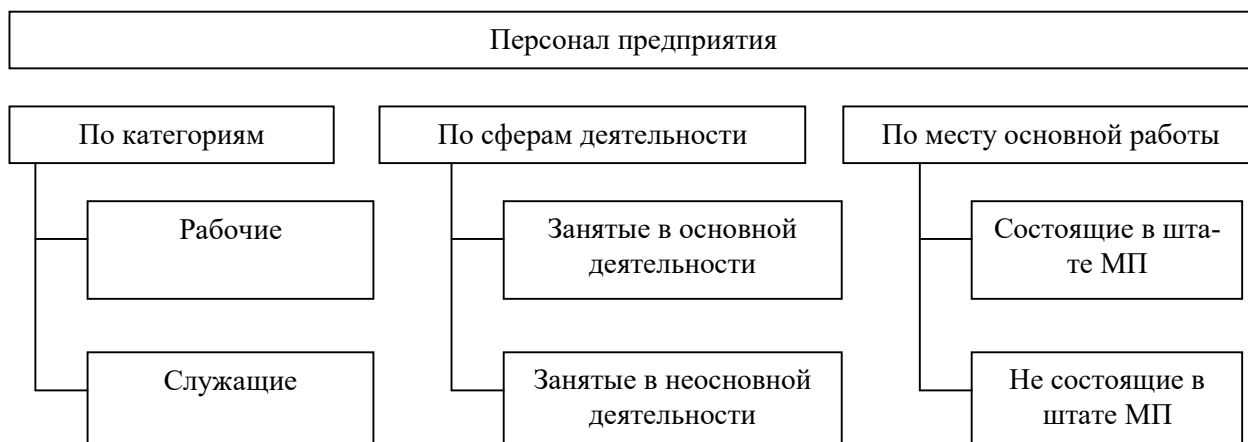 Персонал предприятия
По категориям
По сферам деятельности
По месту основной работы
Рабочие
Занятые в основной
деятельности
Состоящие в шта-
те МП
Служащие
Занятые в неосновной
деятельности
Не состоящие в
штате МП